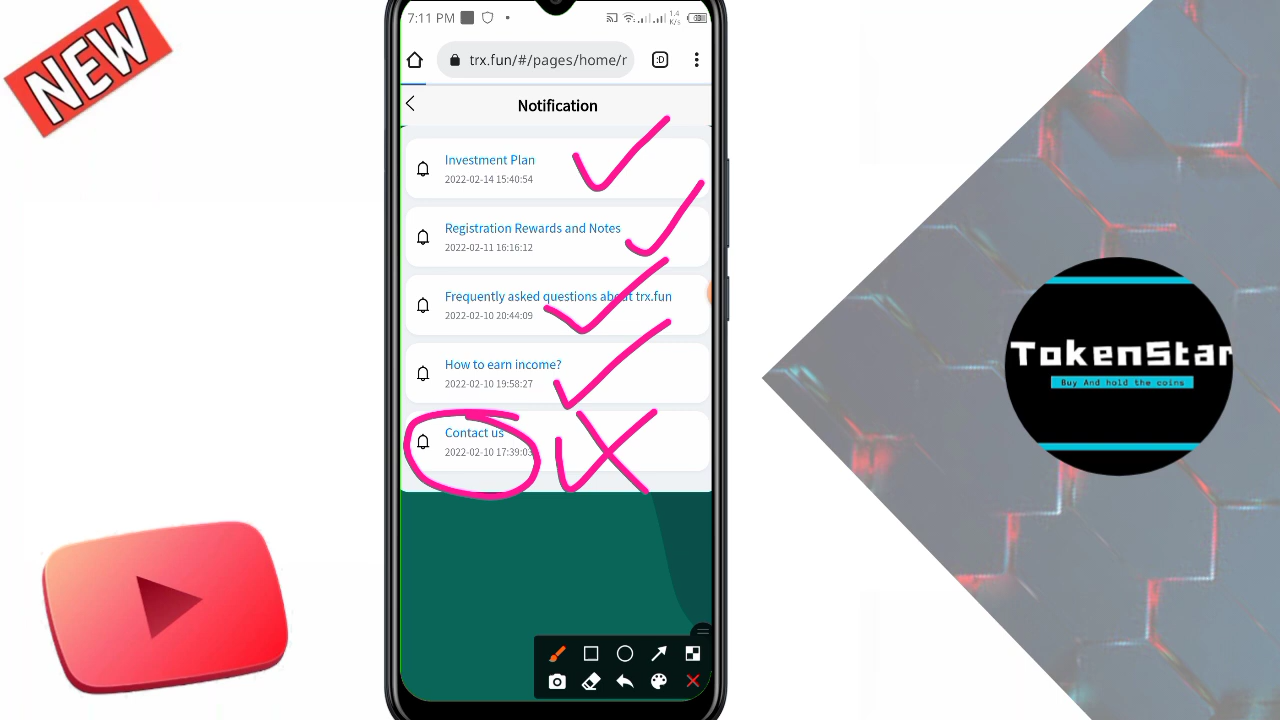 NEW
7:11 PM
1.4
K/s
trx.fun/#/pages/home/r
:D
Notification
Investment Plan
2022-02-14 15:40:54
Registration Rewards and Notes
2022-02-11 16:16:12
Frequently asked questions about trx.fun
2022-02-10 20:44:09
How to earn income?
2022-02-10 19:58:27
Contact us
2022-02-10 17:39:03
TokenStar
Buy And hold the coins